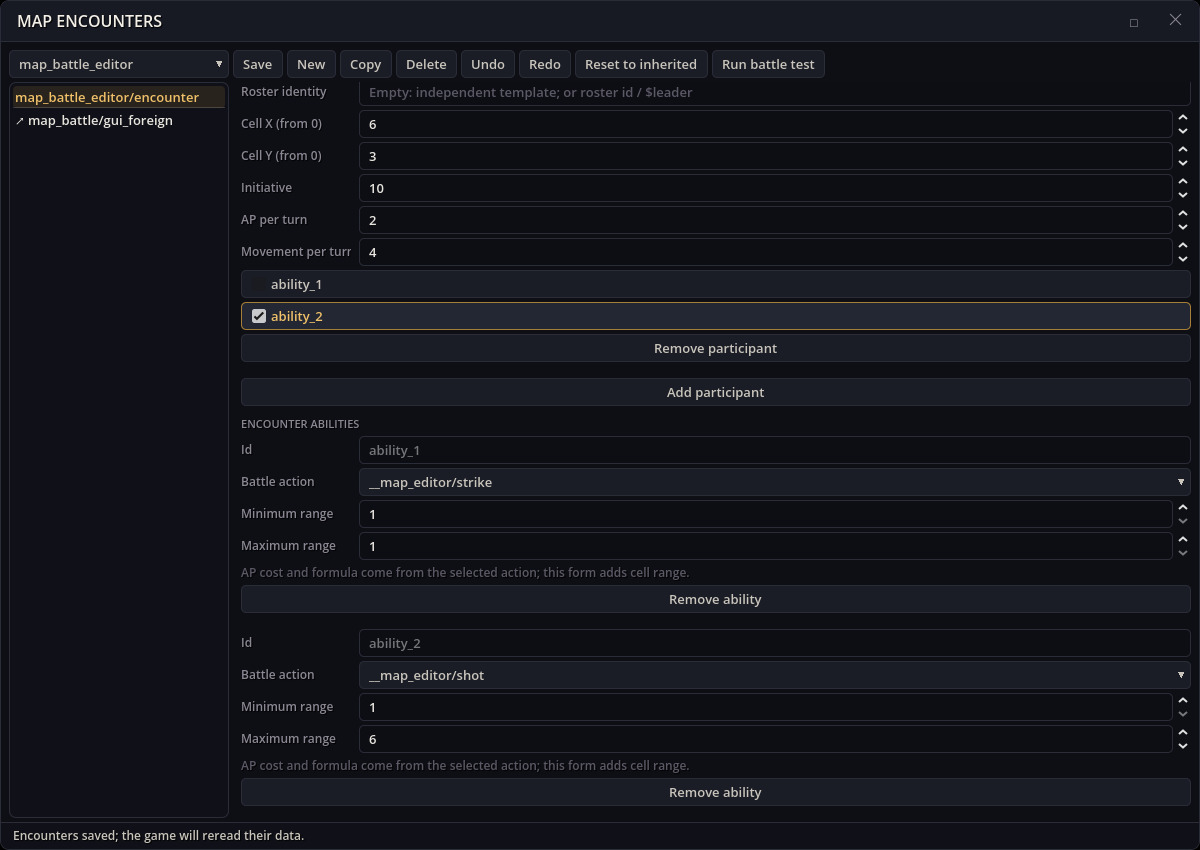 MAP ENCOUNTERS
map_battle_editor
Save
New
Copy
Delete
Undo
Redo
Reset to inherited
Run battle test
map_battle_editor/encounter
map_battle/gui_foreign
Roster identity
Empty: independent template; or roster id / $leader
Cell X (from 0)
6
Cell Y (from 0)
3
Initiative
10
AP per turn
2
Movement per turn
4
ability_1
ability_2
Remove participant
Add participant
ENCOUNTER ABILITIES
Id
ability_1
Battle action
__map_editor/strike
Minimum range
1
Maximum range
1
AP cost and formula come from the selected action; this form adds cell range.
Remove ability
Id
ability_2
Battle action
__map_editor/shot
Minimum range
1
Maximum range
6
AP cost and formula come from the selected action; this form adds cell range.
Remove ability
Encounters saved; the game will reread their data.